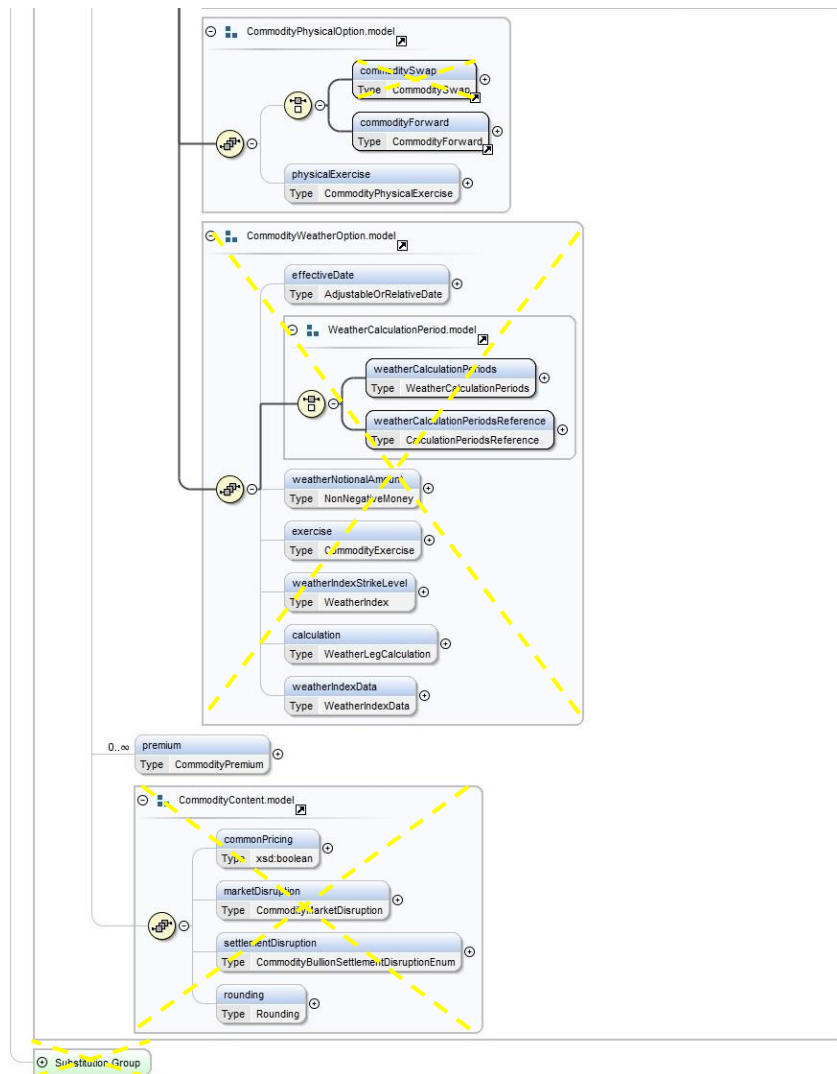 CommodityPhysicalOption.model
commoditySwap
Type CommoditySwap
commodityForward
Type CommodityForward
physicalExercise
Type CommodityPhysicalExercise
CommodityWeatherOption.model
effectiveDate
Type AdjustableOrRelativeDate
WeatherCalculationPeriod.model
weatherCalculationPeriods
Type WeatherCalculationPeriods
weatherCalculationPeriodsReference
Type CalculationPeriodsReference
weatherNotionalAmount
Type NonNegativeMoney
exercise
Type CommodityExercise
weatherIndexStrikeLevel
Type WeatherIndex
calculation
Type WeatherLegCalculation
weatherIndexData
Type WeatherIndexData
0..∞ premium
Type CommodityPremium
CommodityContent.model
commonPricing
Type xsd:boolean
marketDisruption
Type CommodityMarketDisruption
settlementDisruption
Type CommodityBullionSettlementDisruptionEnum
rounding
Type Rounding
Substitution Group